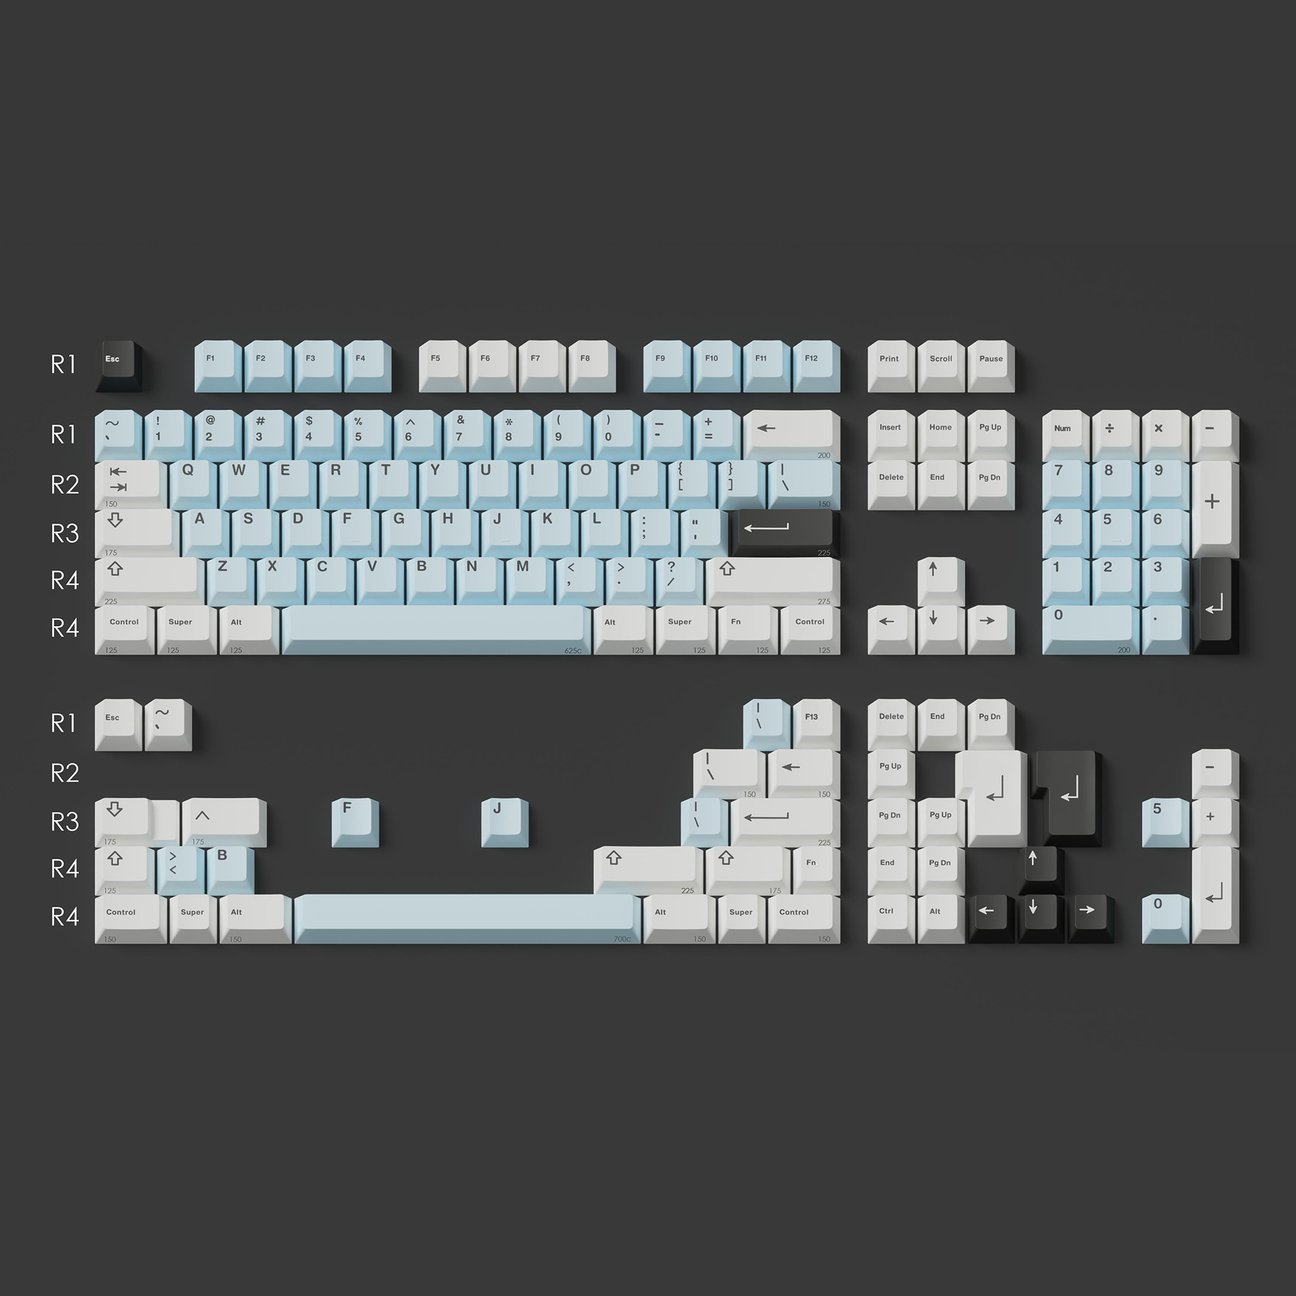 R1 Esc F1 F2 F3 F4 F5 F6 F7 F8 F9 F10 F11 F12 Print Scroll Pause
R1 ~ ` ! 1 @ 2 # 3 $ 4 % 5 ^ 6 & 7 * 8 ( 9 ) 0 _ - + = ← 200 Insert Home Pg Up Num ÷ × −
R2 ⇤ ⇥ 150 Q W E R T Y U I O P { [ } ] | \ 150 Delete End Pg Dn 7 8 9 +
R3 ⇩ 175 A S D F G H J K L : ; " ' ⟵ 225 4 5 6
R4 ⇧ 225 Z X C V B N M < , > . ? / ⇧ 275 ↑ 1 2 3 ↵
R4 Control 125 Super 125 Alt 125 625c Alt 125 Super 125 Fn 125 Control 125 ← ↓ → 0 200 .
R1 Esc ~ ` | \ F13 Delete End Pg Dn
R2 | \ 150 ← 150 Pg Up ↵ ↵ −
R3 ⇩ ^ 175 F J | \ ⟵ 225 Pg Dn Pg Up 5 +
R4 ⇧ 125 > < B ⇧ 225 ⇧ 175 Fn End Pg Dn ↑ ↵
R4 Control 150 Super Alt 150 700c Alt 150 Super Control 150 Ctrl Alt ← ↓ → 0